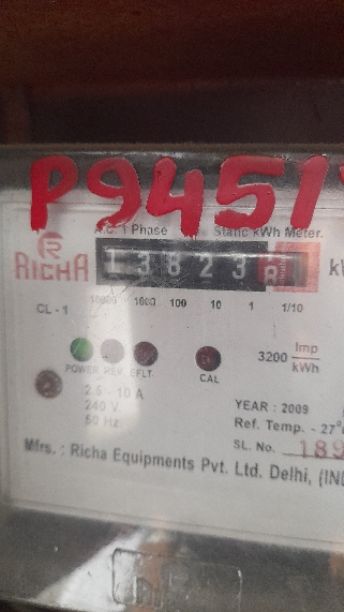 P9451
A.C. 1 Phase Static kWh Meter.
RICHA
13823
CL - 1 10000 1000 100 10 1 1/10
3200 Imp/kWh
POWER REV. EFLT. CAL
2.5 - 10 A
240 V.
50 Hz.
YEAR : 2009
Ref. Temp. - 27°
SL. No. 189
Mfrs. : Richa Equipments Pvt. Ltd. Delhi, (IN